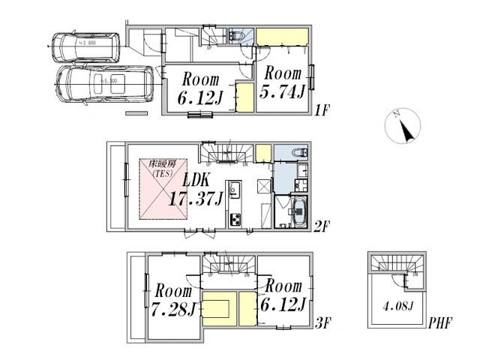 Room
6.12J
Room
5.74J
1F
床暖房
(TES)
LDK
17.37J
2F
Room
7.28J
Room
6.12J
3F
4.08J
PHF
N